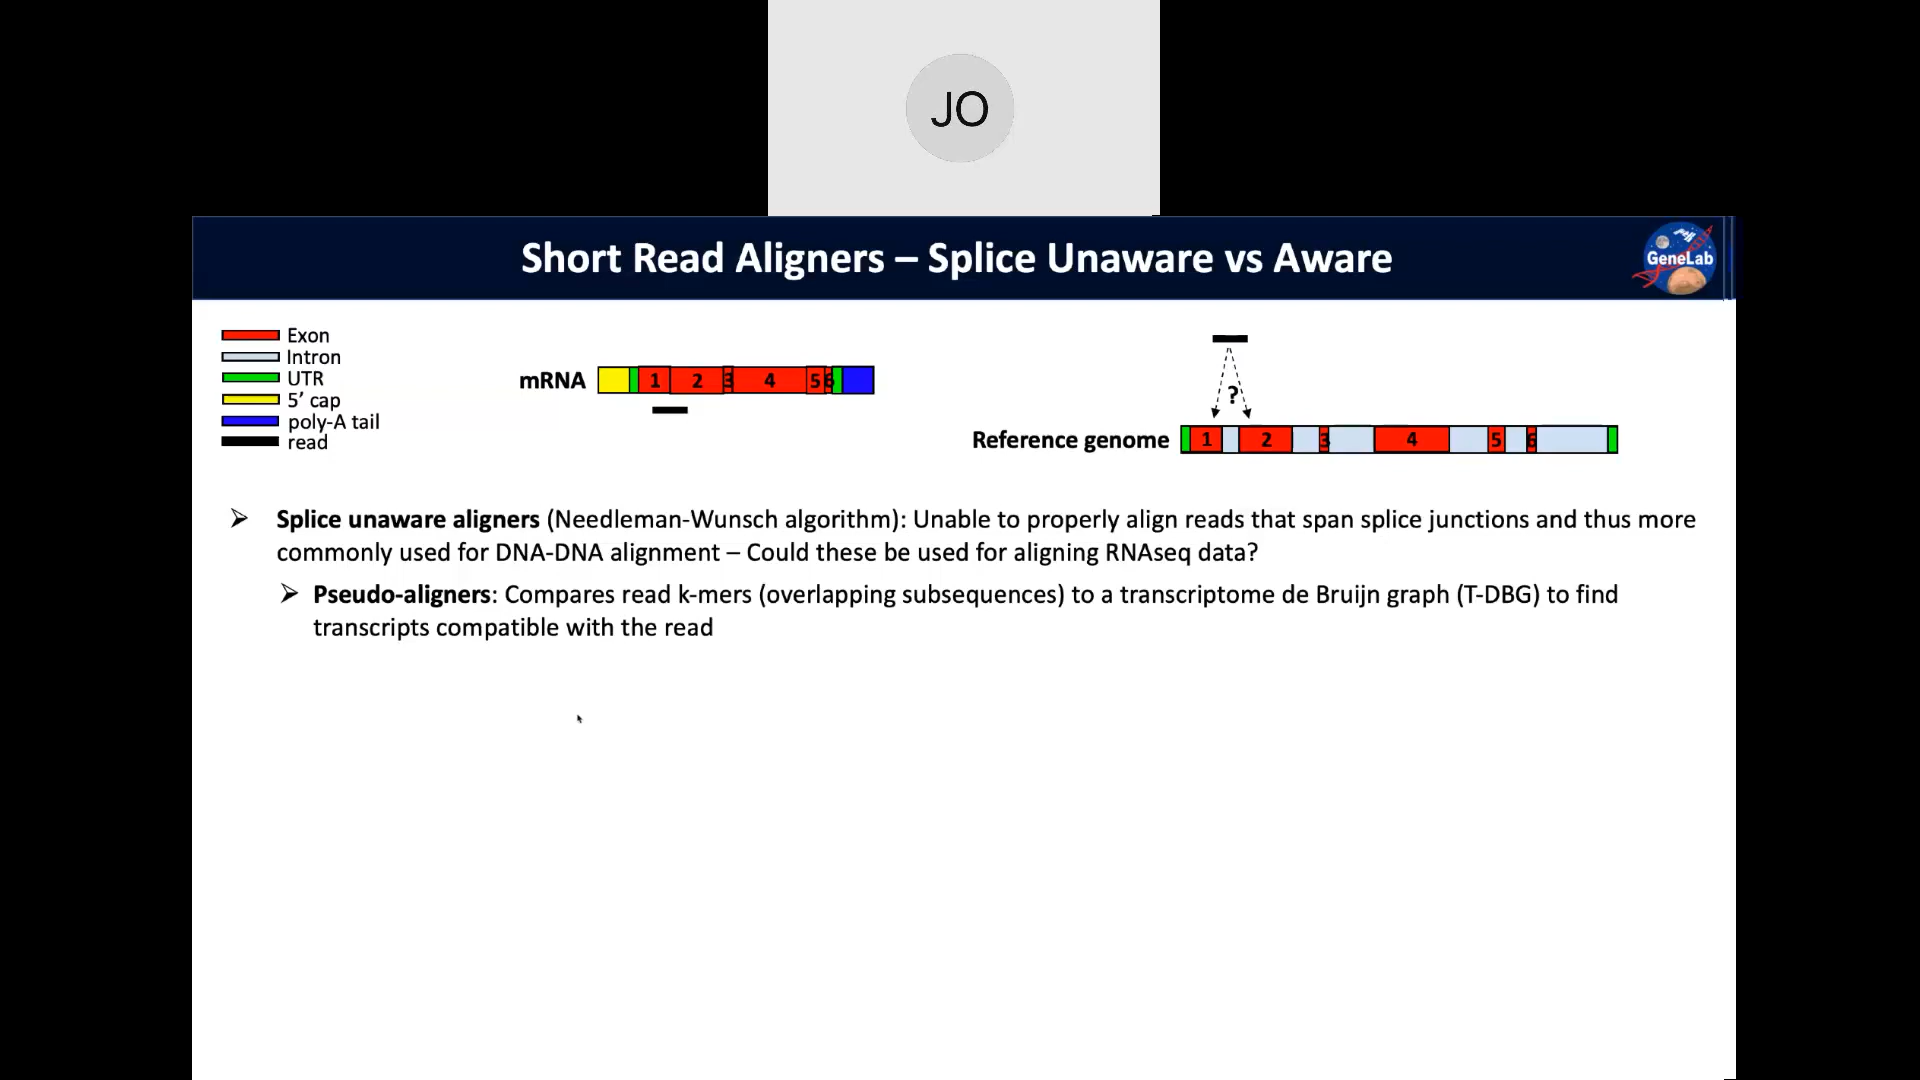 JO
Short Read Aligners – Splice Unaware vs Aware
GeneLab
Exon
Intron
UTR
5’ cap
poly-A tail
read
mRNA
1 2 3 4 5 6
?
Reference genome
1 2 3 4 5 6
➢ Splice unaware aligners (Needleman-Wunsch algorithm): Unable to properly align reads that span splice junctions and thus more
commonly used for DNA-DNA alignment – Could these be used for aligning RNAseq data?
➢ Pseudo-aligners: Compares read k-mers (overlapping subsequences) to a transcriptome de Bruijn graph (T-DBG) to find
transcripts compatible with the read